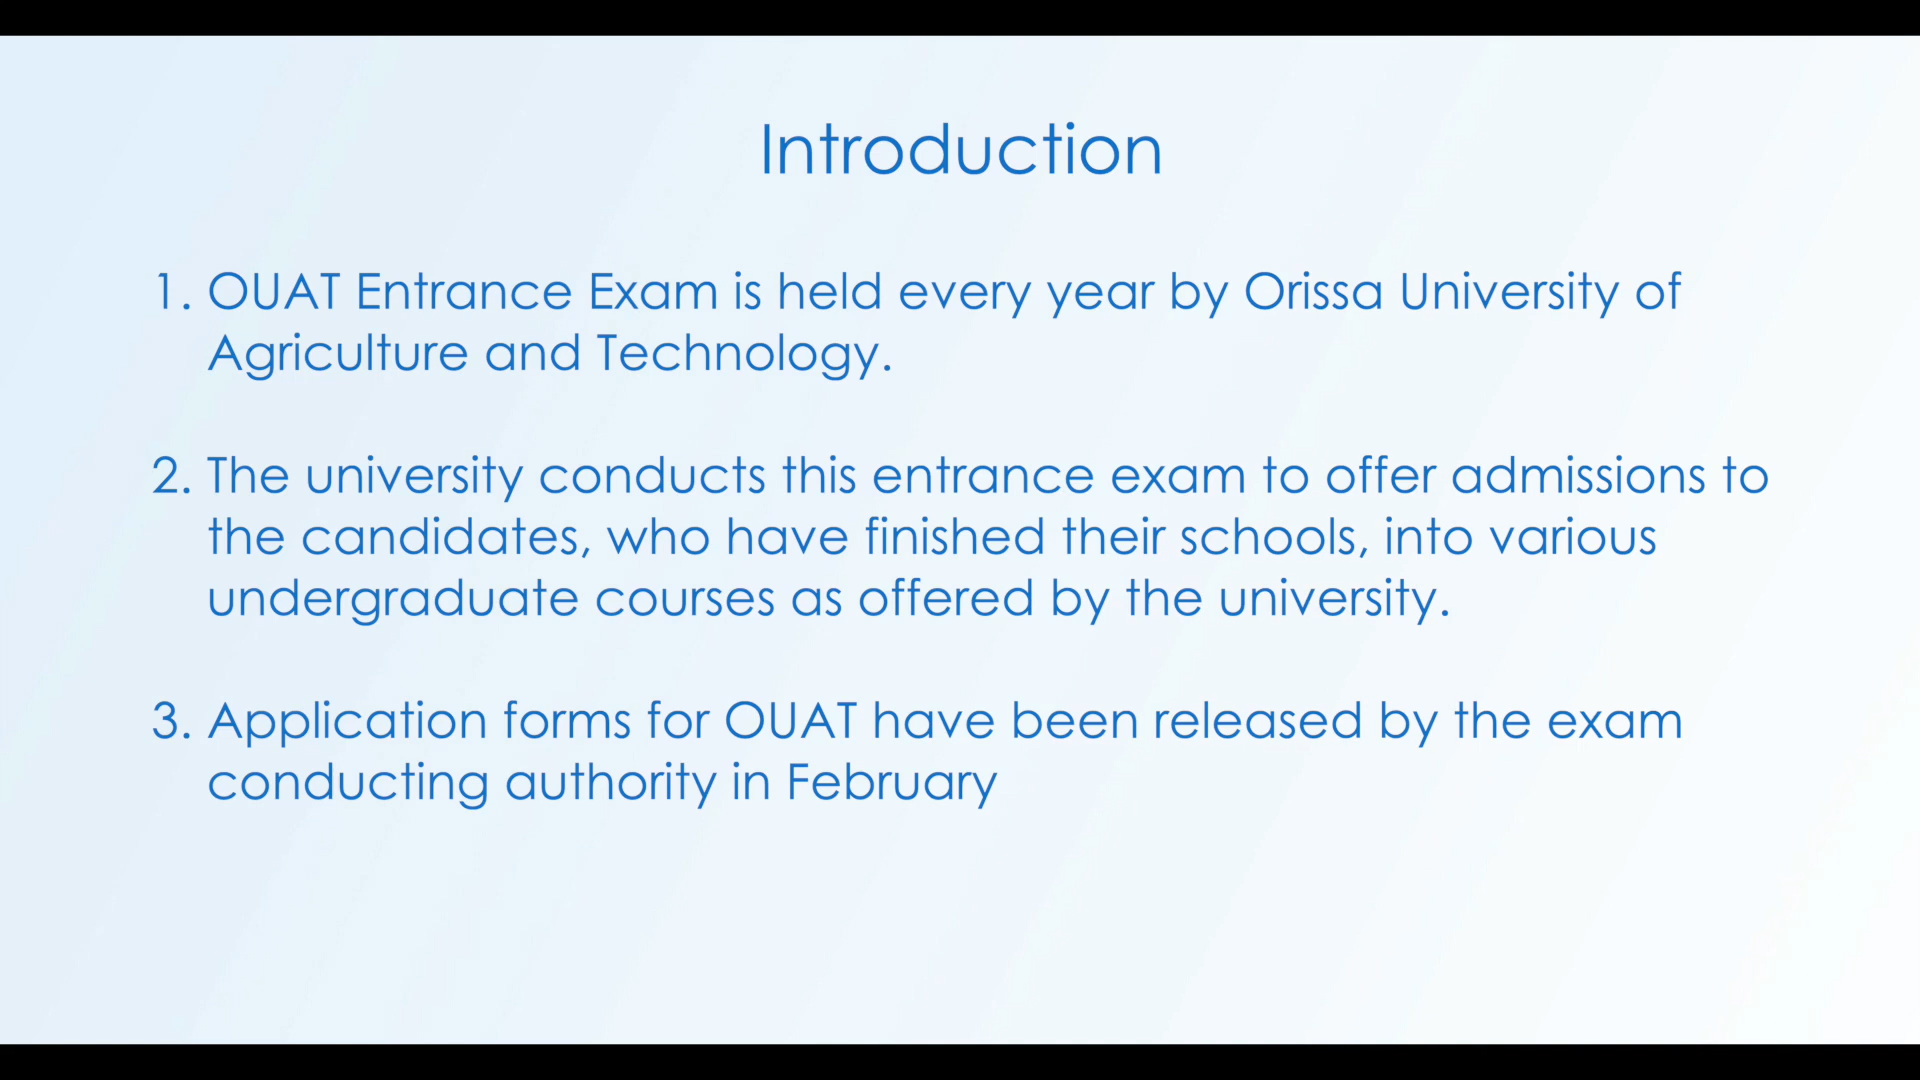 Introduction
1. OUAT Entrance Exam is held every year by Orissa University of
Agriculture and Technology.
2. The university conducts this entrance exam to offer admissions to
the candidates, who have finished their schools, into various
undergraduate courses as offered by the university.
3. Application forms for OUAT have been released by the exam
conducting authority in February